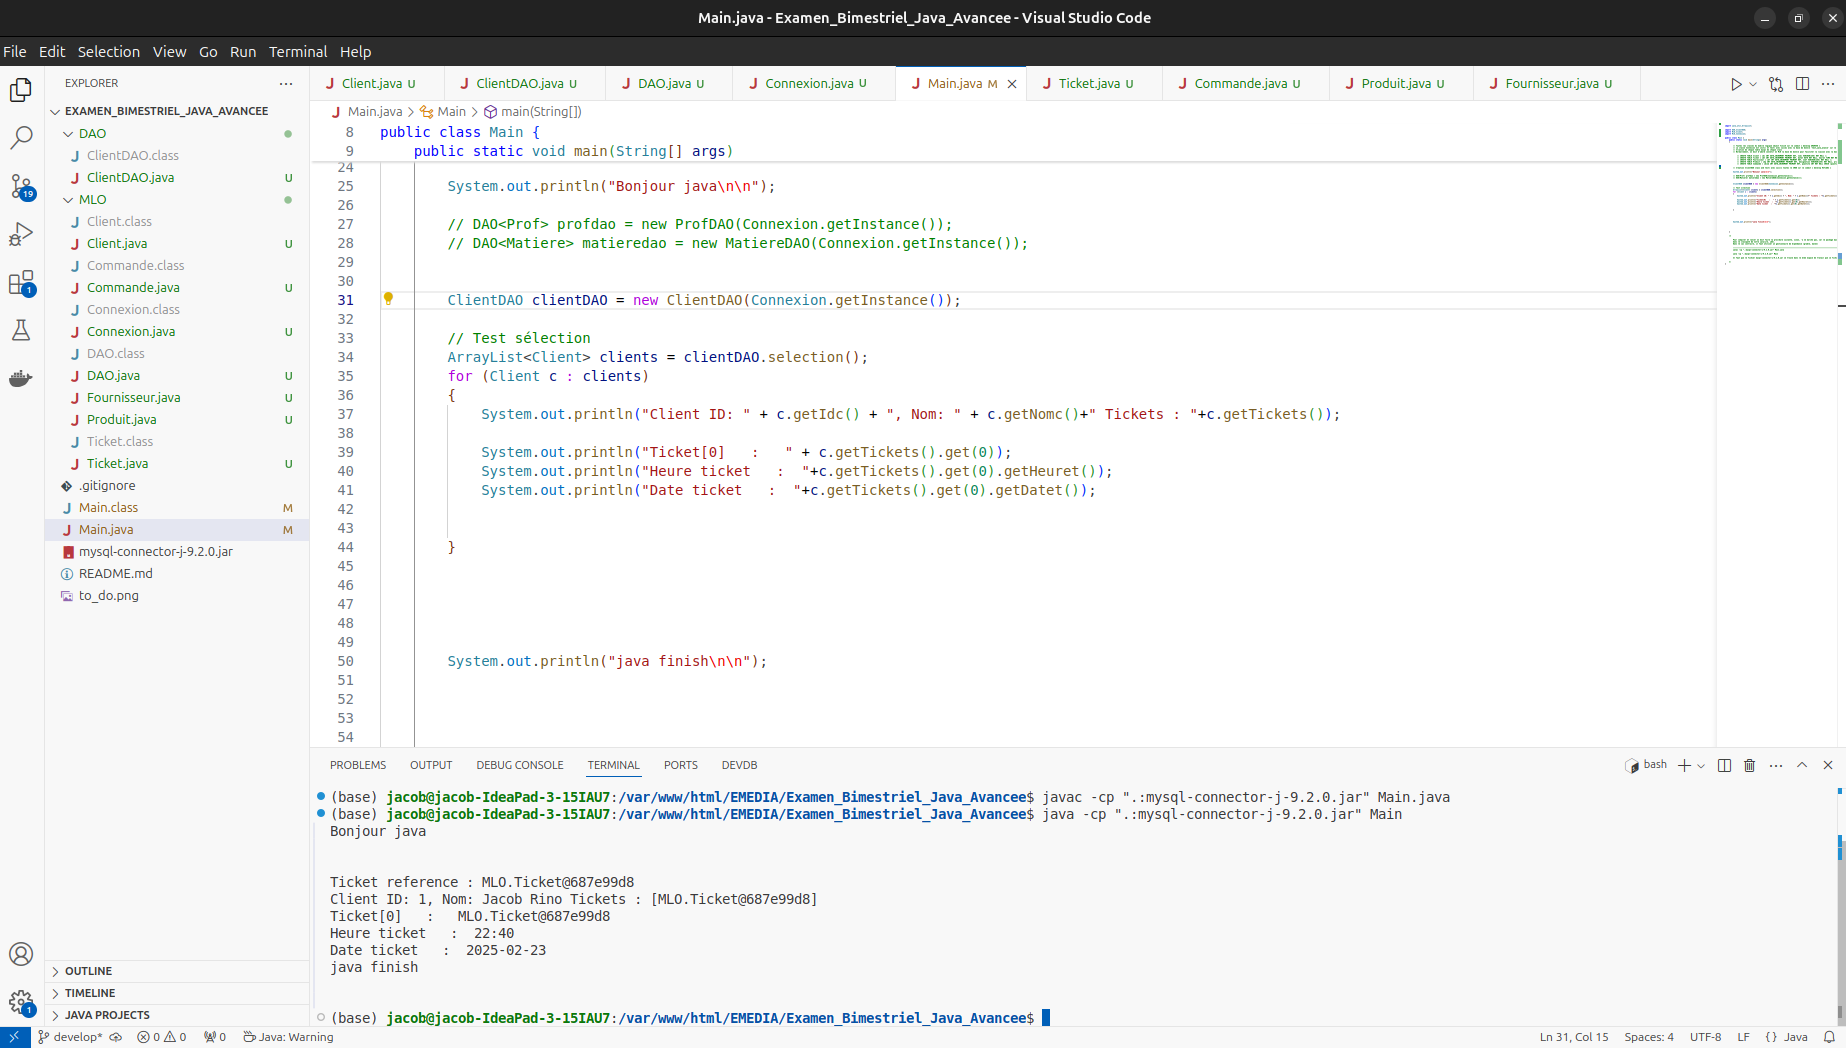 Main.java - Examen_Bimestriel_Java_Avancee - Visual Studio Code
File Edit Selection View Go Run Terminal Help
EXPLORER
Client.java U ClientDAO.java U DAO.java U Connexion.java U Main.java M Ticket.java U Commande.java U Produit.java U Fournisseur.java U
EXAMEN_BIMESTRIEL_JAVA_AVANCEE
DAO
ClientDAO.class
ClientDAO.java U
MLO
Client.class
Client.java U
Commande.class
Commande.java U
Connexion.class
Connexion.java U
DAO.class
DAO.java U
Fournisseur.java U
Produit.java U
Ticket.class
Ticket.java U
.gitignore
Main.class M
Main.java M
mysql-connector-j-9.2.0.jar
README.md
to_do.png
OUTLINE
TIMELINE
JAVA PROJECTS
19
1
1
Main.java > Main > main(String[])
8 public class Main {
9 public static void main(String[] args)
24
25 System.out.println("Bonjour java\n\n");
26
27 // DAO<Prof> profdao = new ProfDAO(Connexion.getInstance());
28 // DAO<Matiere> matieredao = new MatiereDAO(Connexion.getInstance());
29
30
31 ClientDAO clientDAO = new ClientDAO(Connexion.getInstance());
32
33 // Test sélection
34 ArrayList<Client> clients = clientDAO.selection();
35 for (Client c : clients)
36 {
37 System.out.println("Client ID: " + c.getIdc() + ", Nom: " + c.getNomc()+" Tickets : "+c.getTickets());
38
39 System.out.println("Ticket[0]   :   " + c.getTickets().get(0));
40 System.out.println("Heure ticket   :  "+c.getTickets().get(0).getHeuret());
41 System.out.println("Date ticket   :  "+c.getTickets().get(0).getDatet());
42
43
44 }
45
46
47
48
49
50 System.out.println("java finish\n\n");
51
52
53
54
PROBLEMS OUTPUT DEBUG CONSOLE TERMINAL PORTS DEVDB
bash
(base) jacob@jacob-IdeaPad-3-15IAU7:/var/www/html/EMEDIA/Examen_Bimestriel_Java_Avancee$ javac -cp ".:mysql-connector-j-9.2.0.jar" Main.java
(base) jacob@jacob-IdeaPad-3-15IAU7:/var/www/html/EMEDIA/Examen_Bimestriel_Java_Avancee$ java -cp ".:mysql-connector-j-9.2.0.jar" Main
Bonjour java
Ticket reference : MLO.Ticket@687e99d8
Client ID: 1, Nom: Jacob Rino Tickets : [MLO.Ticket@687e99d8]
Ticket[0]   :   MLO.Ticket@687e99d8
Heure ticket   :  22:40
Date ticket   :  2025-02-23
java finish
(base) jacob@jacob-IdeaPad-3-15IAU7:/var/www/html/EMEDIA/Examen_Bimestriel_Java_Avancee$
develop* 0 0 0 Java: Warning Ln 31, Col 15 Spaces: 4 UTF-8 LF {} Java